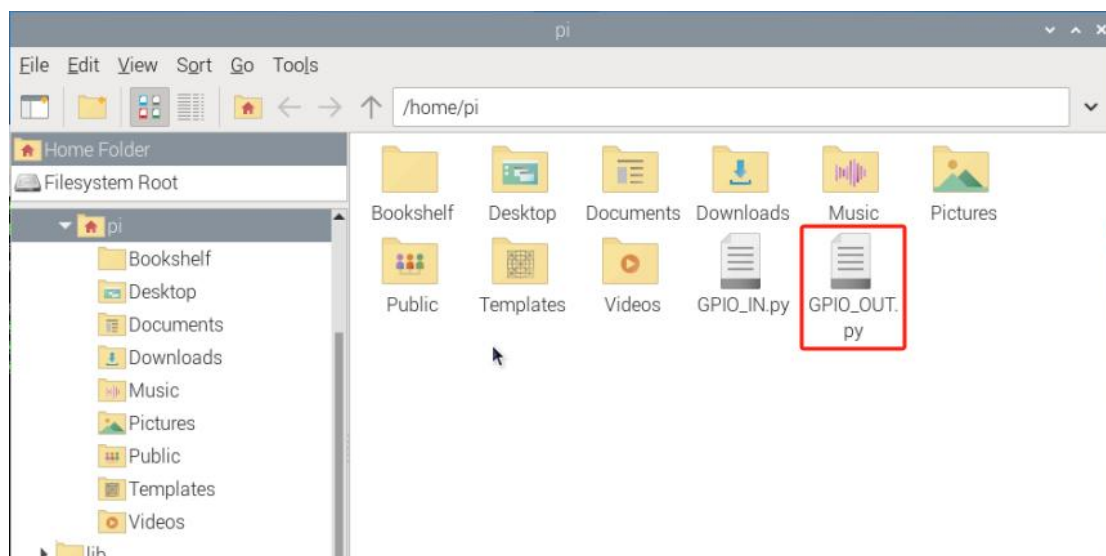 pi
File Edit View Sort Go Tools
/home/pi
Home Folder
Filesystem Root
pi
Bookshelf
Desktop
Documents
Downloads
Music
Pictures
Public
Templates
Videos
lib
Bookshelf Desktop Documents Downloads Music Pictures
Public Templates Videos GPIO_IN.py GPIO_OUT.
py